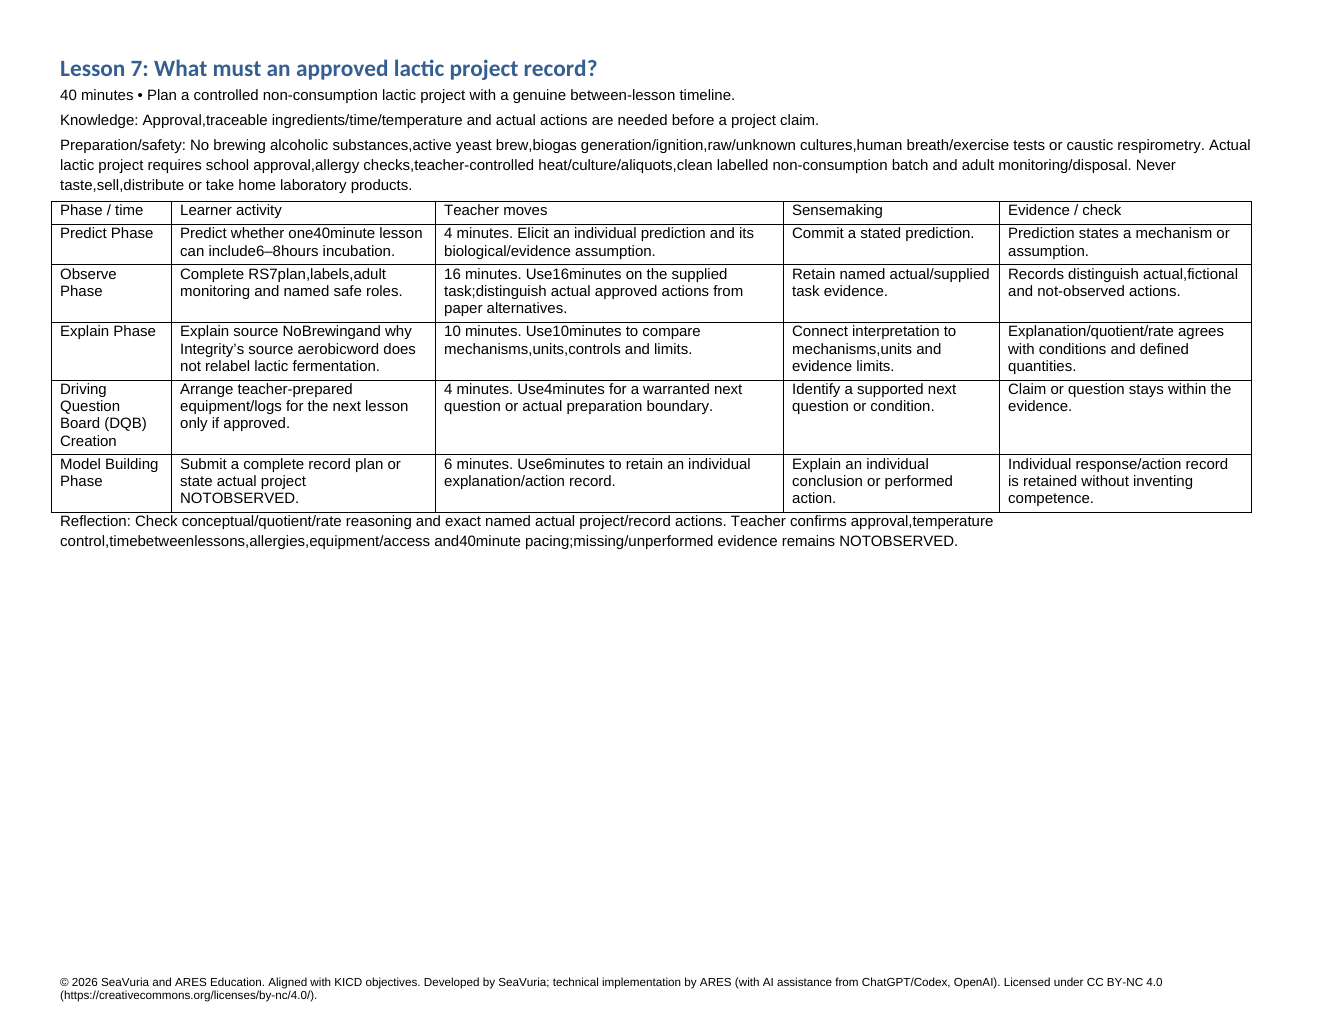 Lesson 7: What must an approved lactic project record?
40 minutes • Plan a controlled non-consumption lactic project with a genuine between-lesson timeline.
Knowledge: Approval,traceable ingredients/time/temperature and actual actions are needed before a project claim.
Preparation/safety: No brewing alcoholic substances,active yeast brew,biogas generation/ignition,raw/unknown cultures,human breath/exercise tests or caustic respirometry. Actual
lactic project requires school approval,allergy checks,teacher-controlled heat/culture/aliquots,clean labelled non-consumption batch and adult monitoring/disposal. Never
taste,sell,distribute or take home laboratory products.
Phase / time
Learner activity
Teacher moves
Sensemaking
Evidence / check
Predict Phase
Predict whether one40minute lesson
can include6–8hours incubation.
4 minutes. Elicit an individual prediction and its
biological/evidence assumption.
Commit a stated prediction.
Prediction states a mechanism or
assumption.
Observe
Phase
Complete RS7plan,labels,adult
monitoring and named safe roles.
16 minutes. Use16minutes on the supplied
task;distinguish actual approved actions from
paper alternatives.
Retain named actual/supplied
task evidence.
Records distinguish actual,fictional
and not-observed actions.
Explain Phase
Explain source NoBrewingand why
Integrity’s source aerobicword does
not relabel lactic fermentation.
10 minutes. Use10minutes to compare
mechanisms,units,controls and limits.
Connect interpretation to
mechanisms,units and
evidence limits.
Explanation/quotient/rate agrees
with conditions and defined
quantities.
Driving
Question
Board (DQB)
Creation
Arrange teacher-prepared
equipment/logs for the next lesson
only if approved.
4 minutes. Use4minutes for a warranted next
question or actual preparation boundary.
Identify a supported next
question or condition.
Claim or question stays within the
evidence.
Model Building
Phase
Submit a complete record plan or
state actual project
NOTOBSERVED.
6 minutes. Use6minutes to retain an individual
explanation/action record.
Explain an individual
conclusion or performed
action.
Individual response/action record
is retained without inventing
competence.
Reflection: Check conceptual/quotient/rate reasoning and exact named actual project/record actions. Teacher confirms approval,temperature
control,timebetweenlessons,allergies,equipment/access and40minute pacing;missing/unperformed evidence remains NOTOBSERVED.
© 2026 SeaVuria and ARES Education. Aligned with KICD objectives. Developed by SeaVuria; technical implementation by ARES (with AI assistance from ChatGPT/Codex, OpenAI). Licensed under CC BY-NC 4.0
(https://creativecommons.org/licenses/by-nc/4.0/).